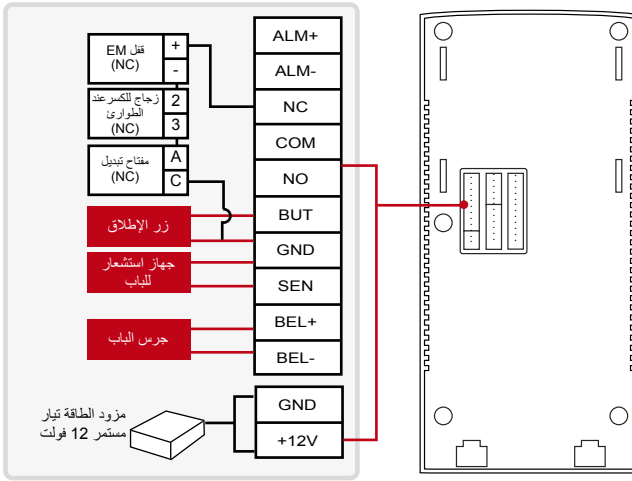 قفل EM
(NC)
+
-
زجاج للكسرعند
الطوارئ
(NC)
2
3
مفتاح تبديل
(NC)
A
C
زر الإطلاق
جهاز استشعار
للباب
جرس الباب
مزود الطاقة تيار
مستمر 12 فولت
ALM+
ALM-
NC
COM
NO
BUT
GND
SEN
BEL+
BEL-
GND
+12V